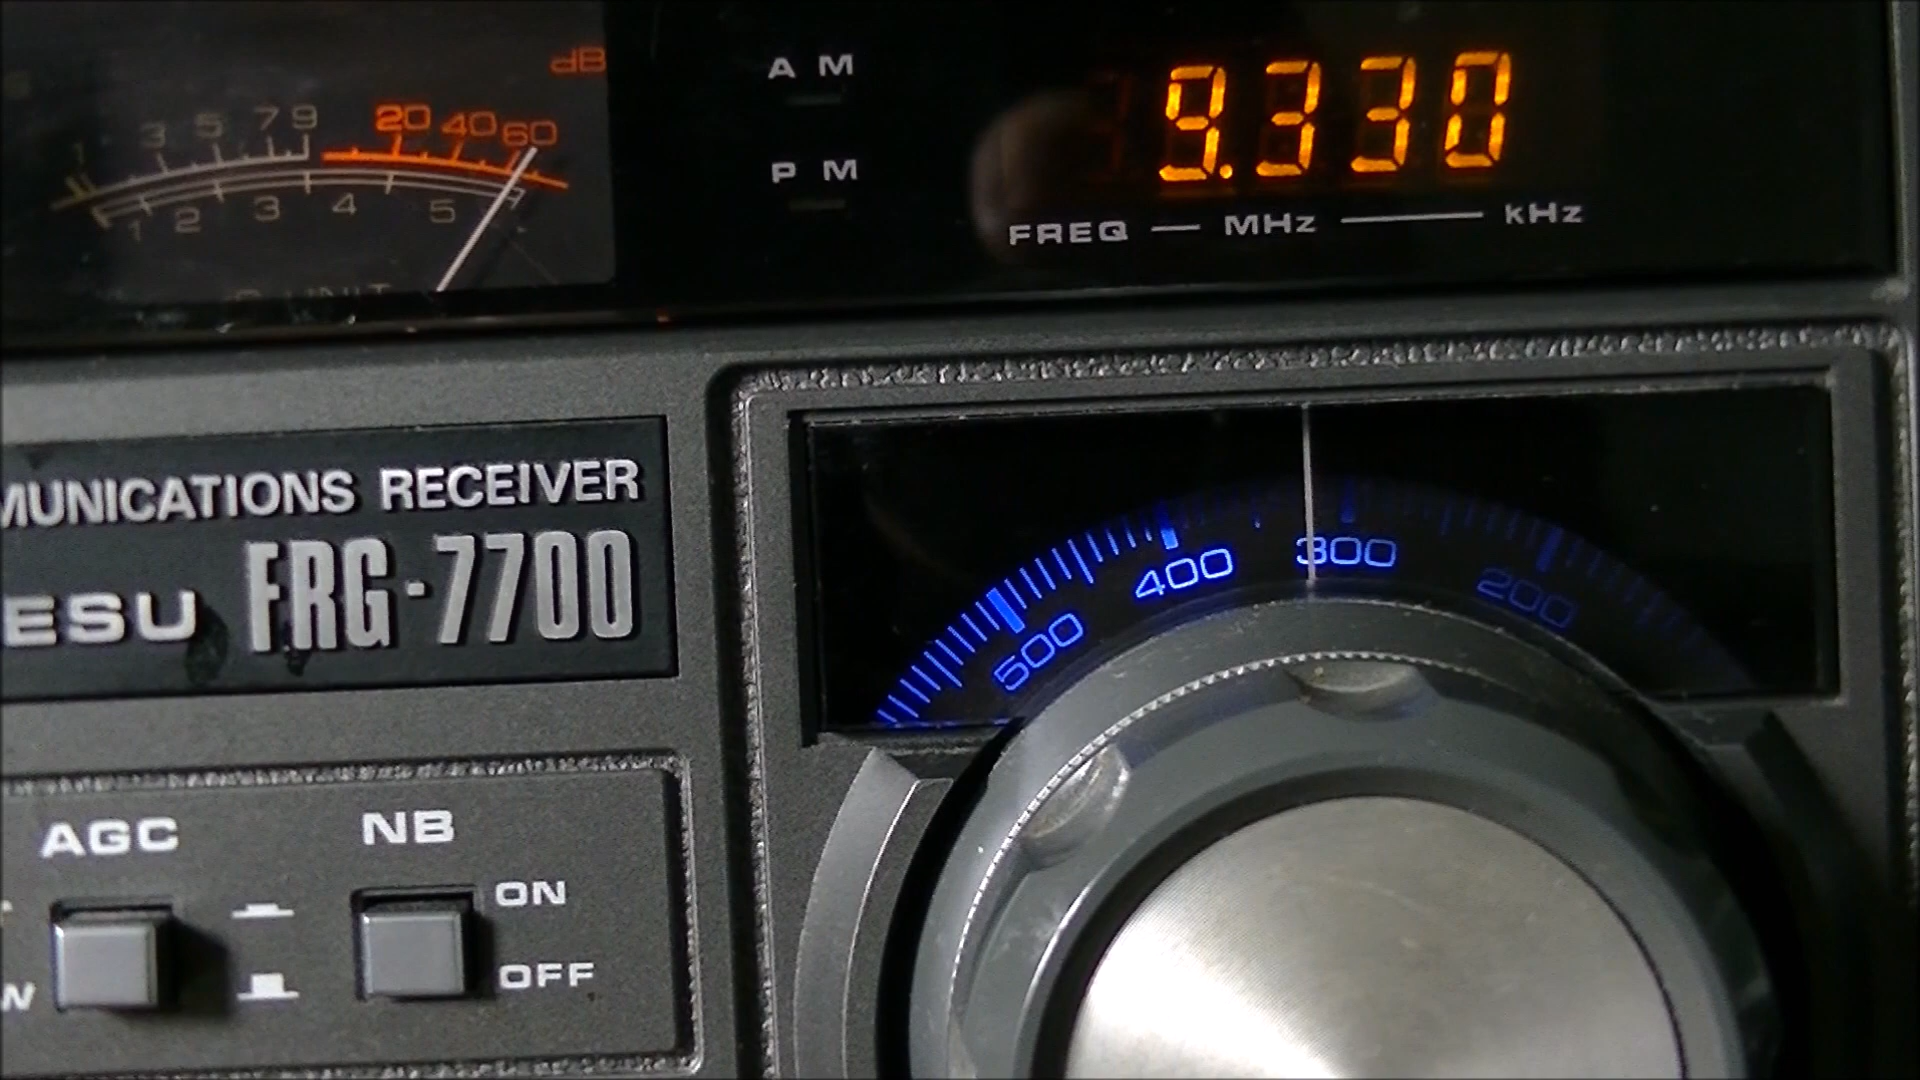 dB
1 3 5 7 9 20 40 60
1 2 3 4 5
AM
PM
9.330
FREQ — MHz — kHz
MUNICATIONS RECEIVER
ESU FRG-7700
500 400 300 200
AGC NB
ON
OFF
W